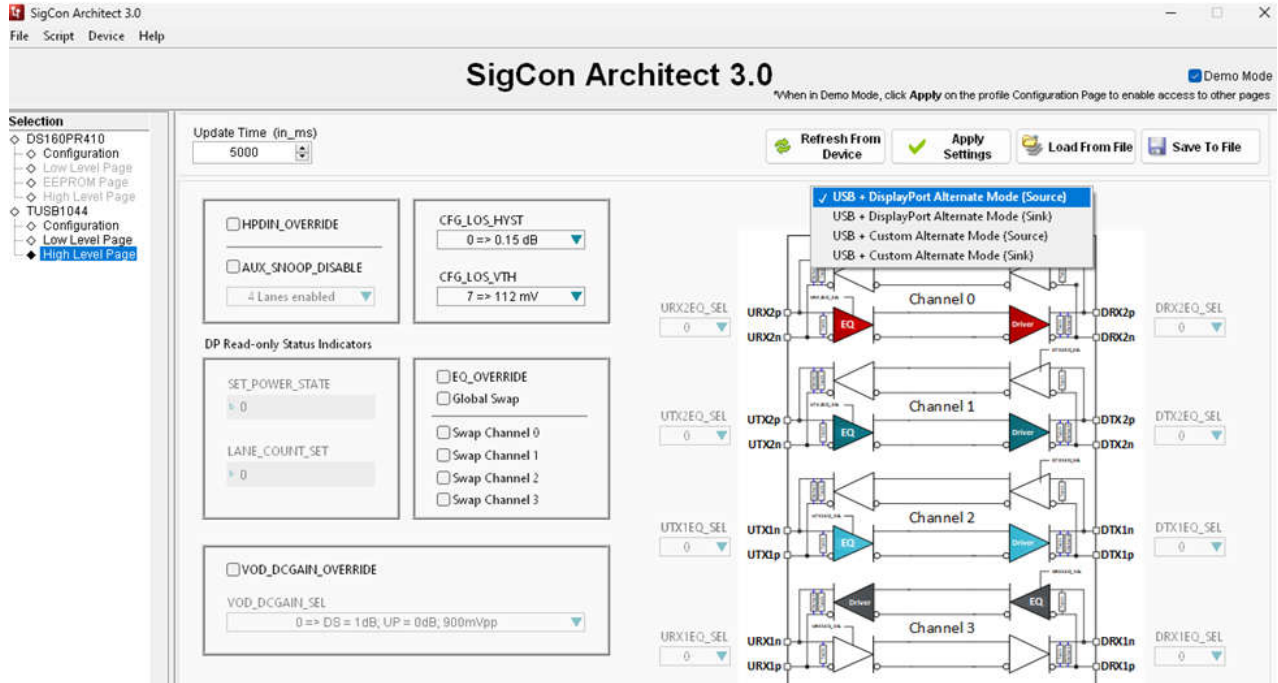 SigCon Architect 3.0
File Script Device Help
SigCon Architect 3.0
Demo Mode
*When in Demo Mode, click Apply on the profile Configuration Page to enable access to other pages
Selection
DS160PR410
Configuration
Low Level Page
EEPROM Page
High Level Page
TUSB1044
Configuration
Low Level Page
High Level Page
Update Time (in_ms)
5000
Refresh From
Device
Apply
Settings
Load From File
Save To File
HPDIN_OVERRIDE
AUX_SNOOP_DISABLE
4 Lanes enabled
CFG_LOS_HYST
0 => 0.15 dB
CFG_LOS_VTH
7 => 112 mV
DP Read-only Status Indicators
SET_POWER_STATE
0
LANE_COUNT_SET
0
EQ_OVERRIDE
Global Swap
Swap Channel 0
Swap Channel 1
Swap Channel 2
Swap Channel 3
VOD_DCGAIN_OVERRIDE
VOD_DCGAIN_SEL
0 => DS = 1dB; UP = 0dB; 900mVpp
USB + DisplayPort Alternate Mode (Source)
USB + DisplayPort Alternate Mode (Sink)
USB + Custom Alternate Mode (Source)
USB + Custom Alternate Mode (Sink)
URX2EQ_SEL
0
URX2p
URX2n
Channel 0
EQ
Driver
DRX2p
DRX2n
DRX2EQ_SEL
0
UTX2EQ_SEL
0
UTX2p
UTX2n
Channel 1
EQ
Driver
DTX2p
DTX2n
DTX2EQ_SEL
0
UTX1EQ_SEL
0
UTX1n
UTX1p
Channel 2
EQ
Driver
DTX1n
DTX1p
DTX1EQ_SEL
0
URX1EQ_SEL
0
URX1n
URX1p
Channel 3
Driver
EQ
DRX1n
DRX1p
DRX1EQ_SEL
0